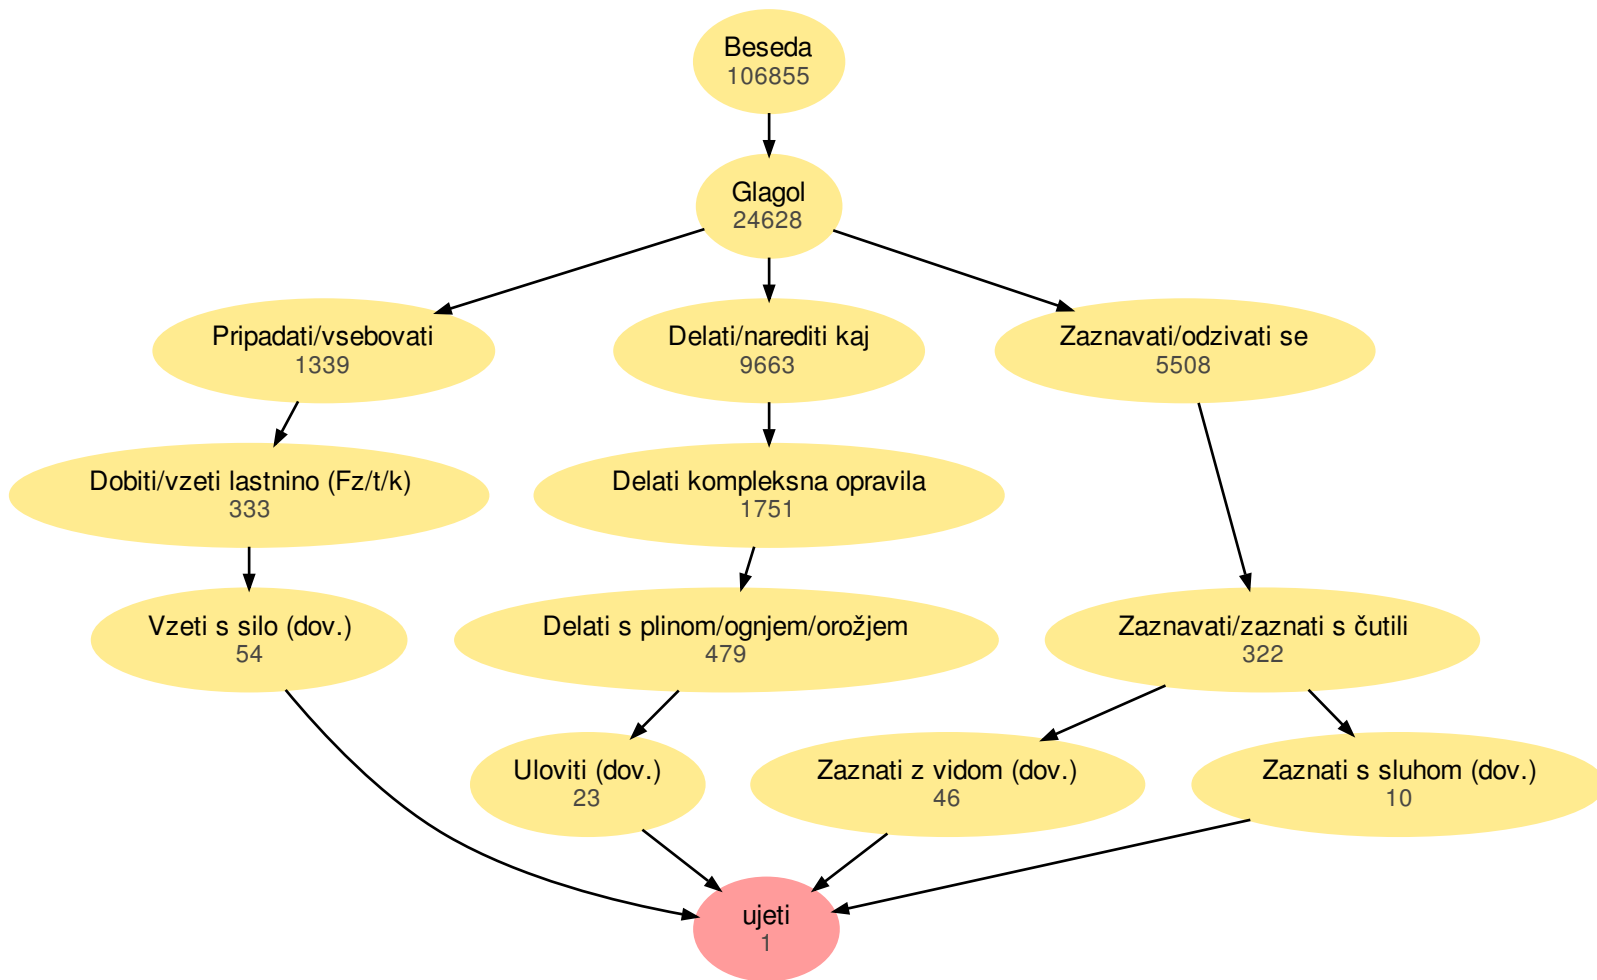 Beseda
106855
Glagol
24628
Pripadati/vsebovati
1339
Delati/narediti kaj
9663
Zaznavati/odzivati se
5508
Dobiti/vzeti lastnino (Fz/t/k)
333
Delati kompleksna opravila
1751
Vzeti s silo (dov.)
54
Delati s plinom/ognjem/orožjem
479
Zaznavati/zaznati s čutili
322
Uloviti (dov.)
23
Zaznati z vidom (dov.)
46
Zaznati s sluhom (dov.)
10
ujeti
1